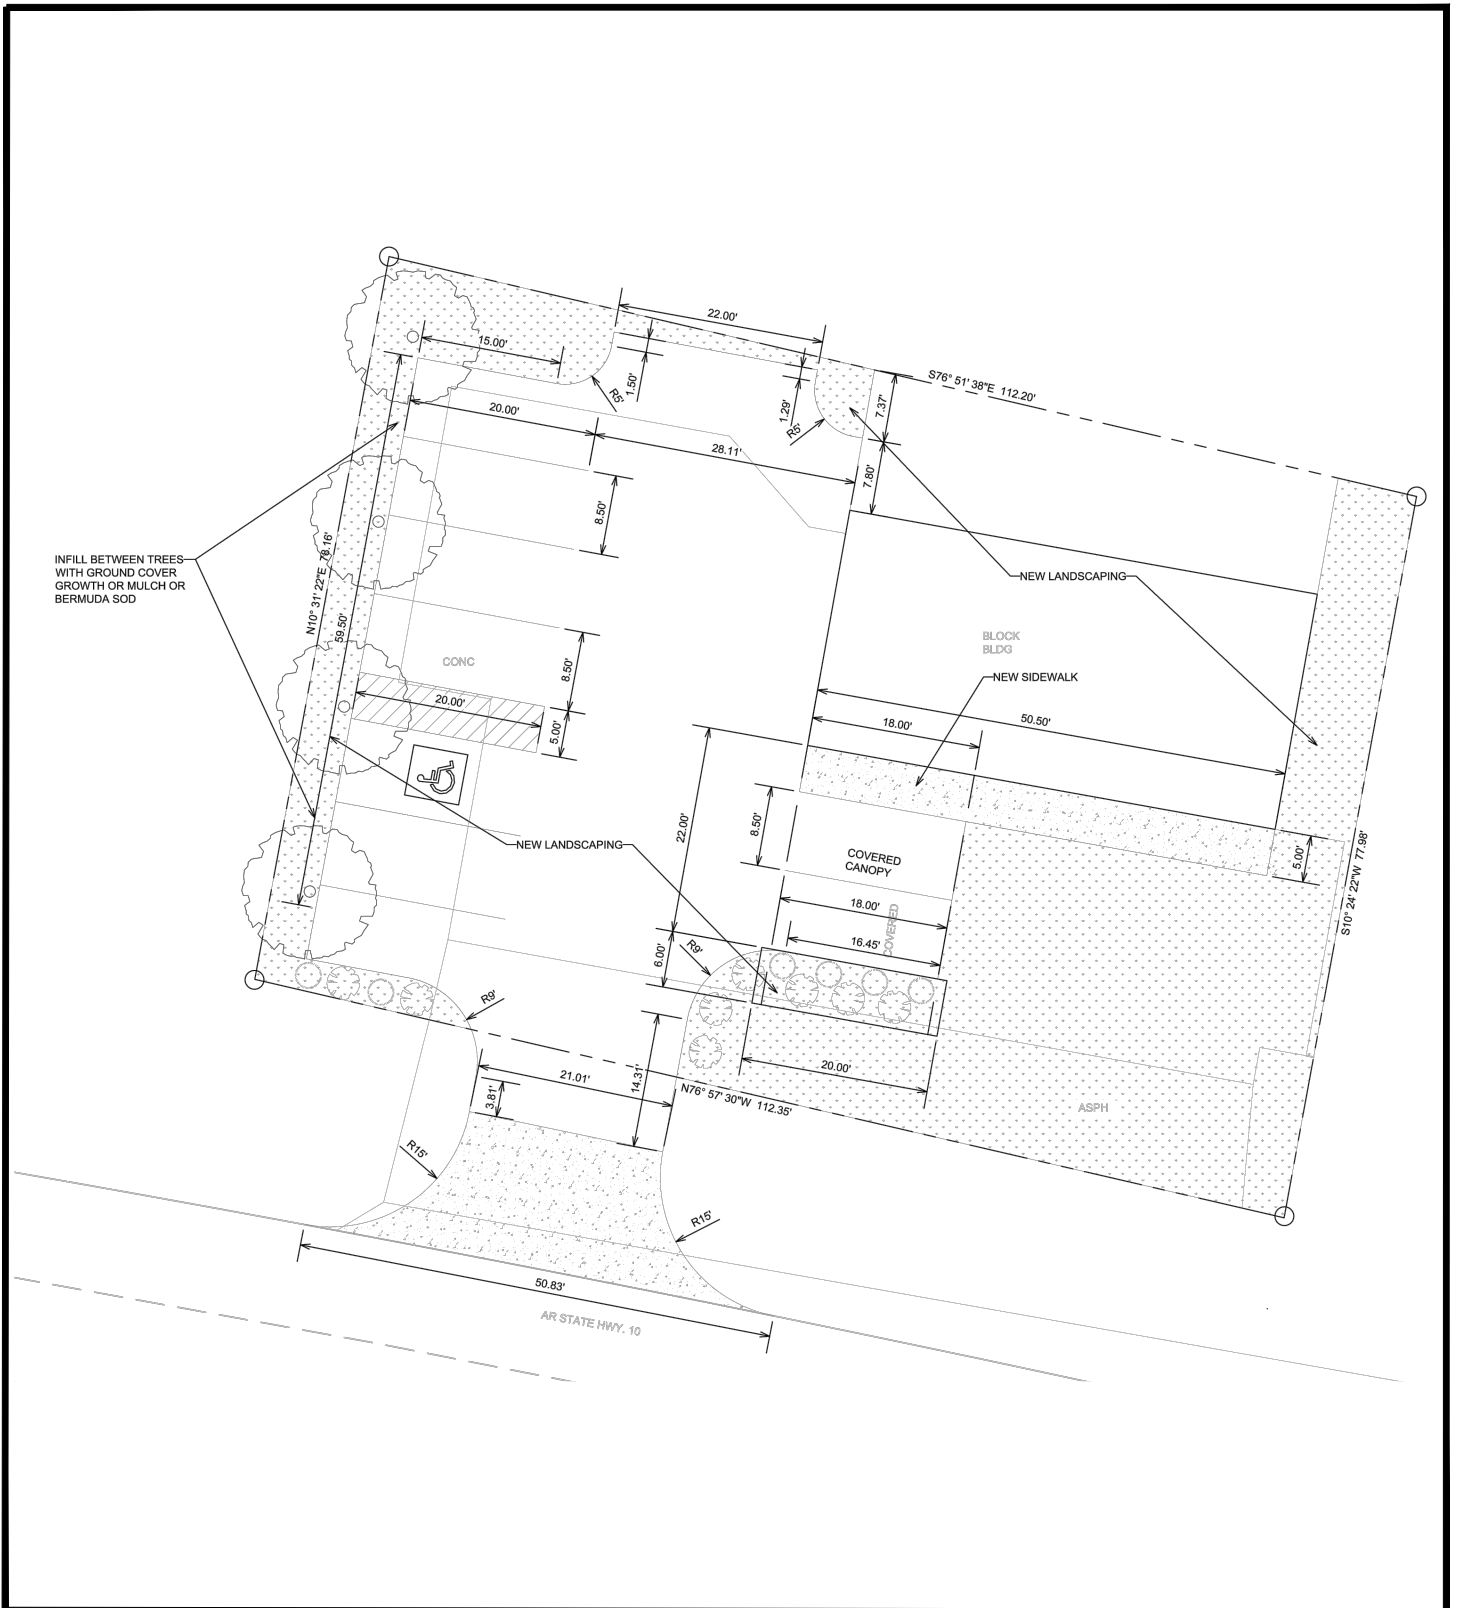 22.00'
15.00'
1.50'
R5'
20.00'
28.11'
1.29'
R5'
7.37'
7.80'
S76° 51' 38"E 112.20'
8.50'
INFILL BETWEEN TREES
WITH GROUND COVER
GROWTH OR MULCH OR
BERMUDA SOD
N10° 31' 22"E 78.16'
59.50'
NEW LANDSCAPING
BLOCK
BLDG
CONC
8.50'
NEW SIDEWALK
20.00'
5.00'
50.50'
18.00'
22.00'
8.50'
NEW LANDSCAPING
COVERED
CANOPY
5.00'
S10° 24' 22"W 77.98'
18.00'
COVERED
16.45'
R9'
6.00'
R9'
14.31'
21.01'
3.81'
20.00'
N76° 57' 30"W 112.35'
ASPH
R15'
R15'
50.83'
AR STATE HWY. 10